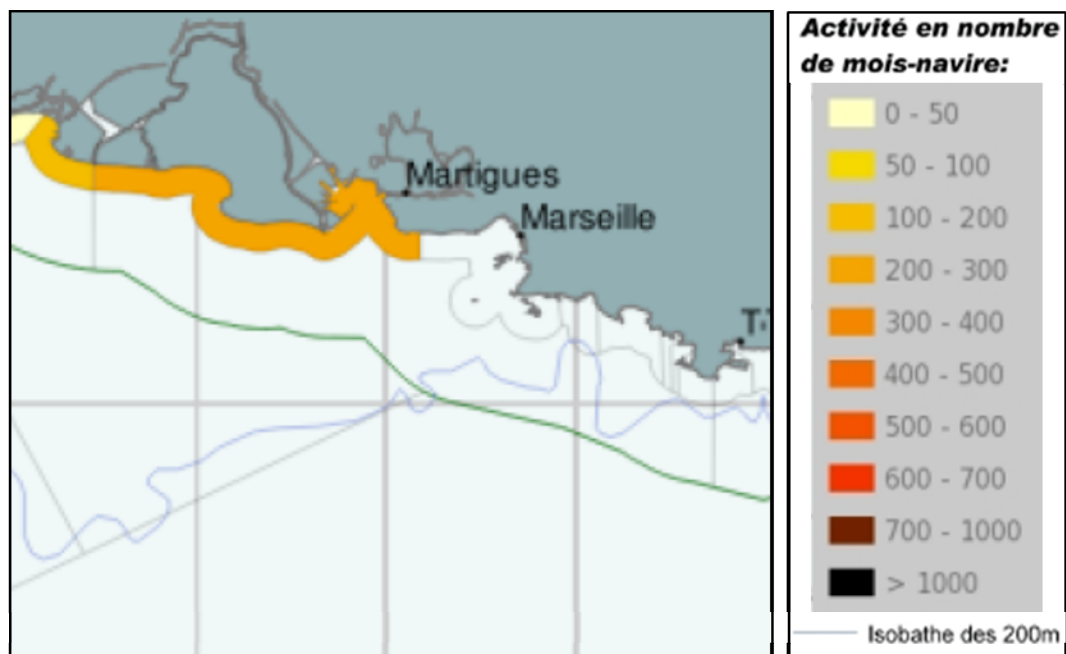 Martigues
Marseille
Activité en nombre
de mois-navire:
0 - 50
50 - 100
100 - 200
200 - 300
300 - 400
400 - 500
500 - 600
600 - 700
700 - 1000
> 1000
Isobathe des 200m